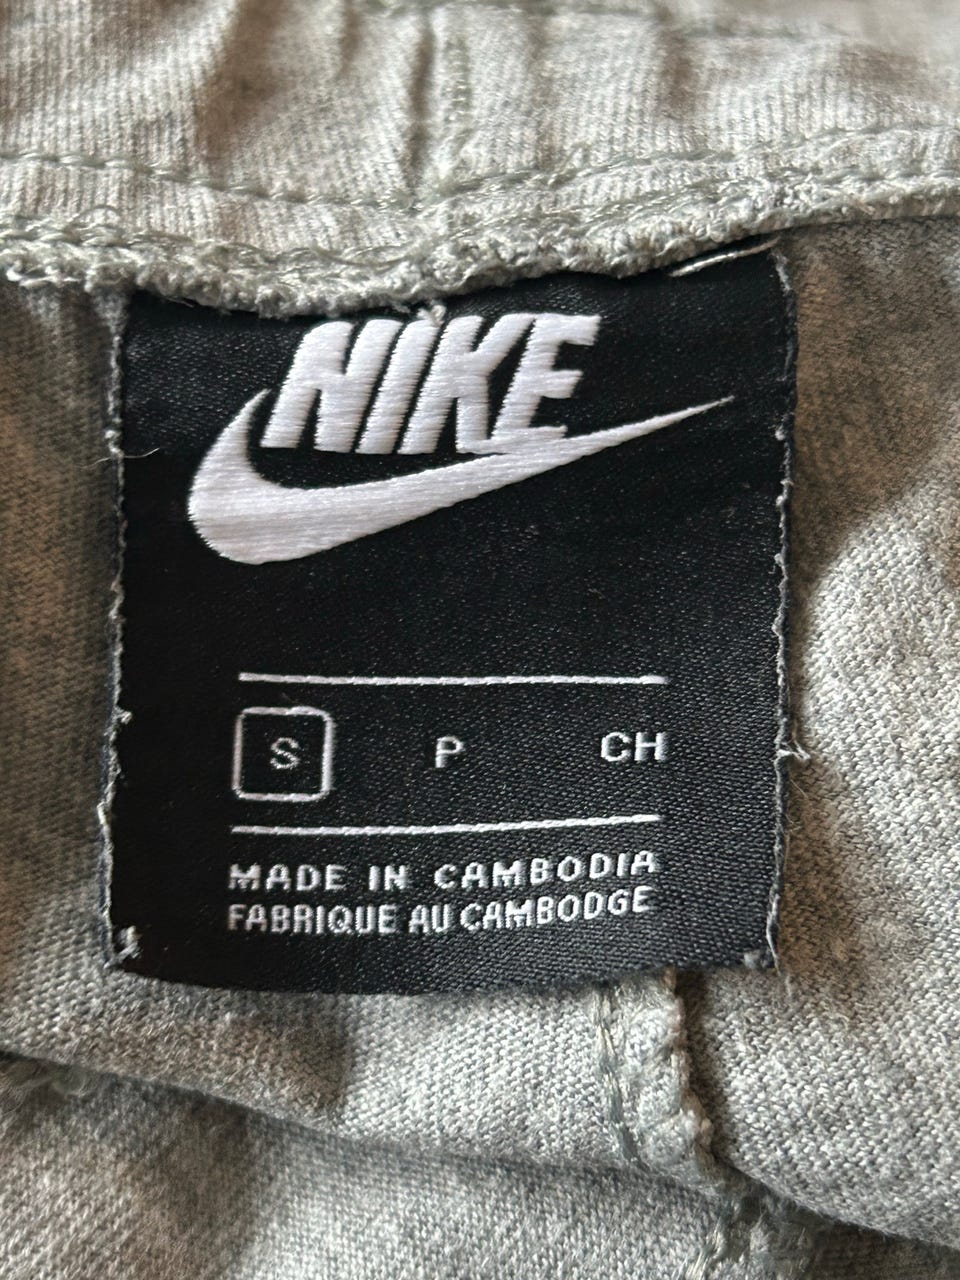 NIKE
S P CH
MADE IN CAMBODIA
FABRIQUE AU CAMBODGE